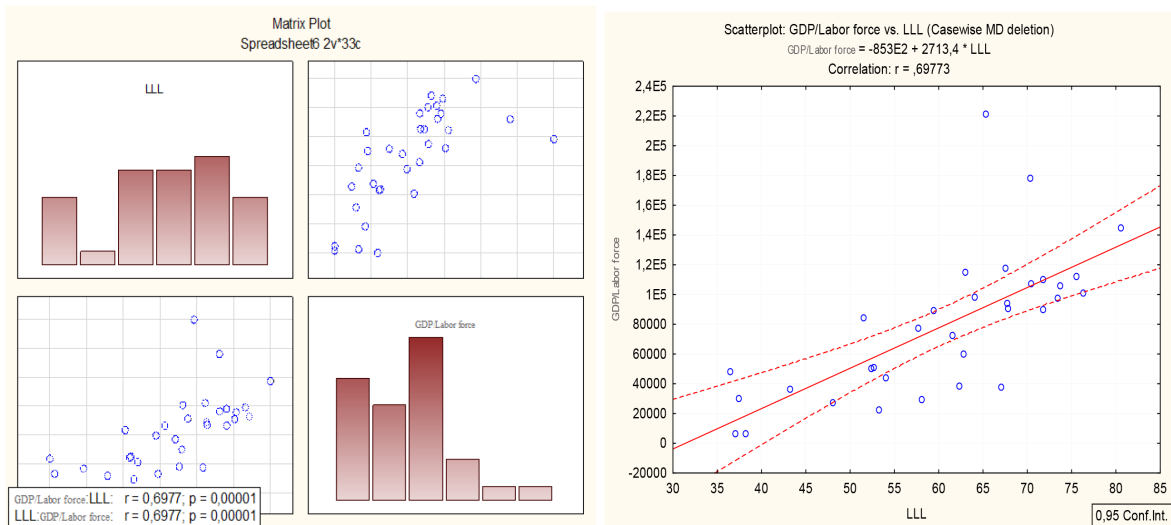 Matrix Plot
Spreadsheet6 2v*33c
LLL
GDP/Labor force
GDP/Labor force:LLL: r = 0,6977; p = 0,00001
LLL:GDP/Labor force: r = 0,6977; p = 0,00001
Scatterplot: GDP/Labor force vs. LLL (Casewise MD deletion)
GDP/Labor force = -853E2 + 2713,4 * LLL
Correlation: r = ,69773
GDP/Labor force
2,4E5
2,2E5
2E5
1,8E5
1,6E5
1,4E5
1,2E5
1E5
80000
60000
40000
20000
0
-20000
30 35 40 45 50 55 60 65 70 75 80 85
LLL
0,95 Conf.Int.